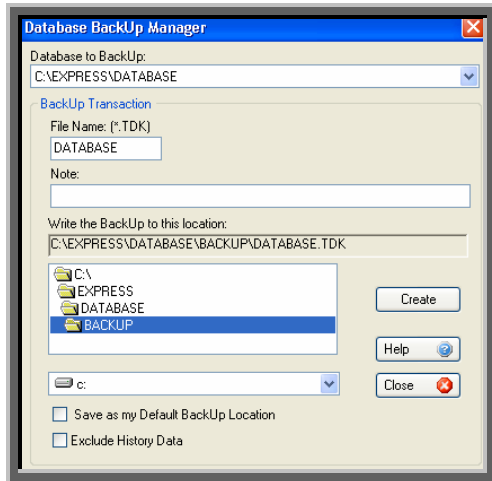 Database BackUp Manager
Database to BackUp:
C:\EXPRESS\DATABASE
BackUp Transaction
File Name: (*.TDK)
DATABASE
Note:
Write the BackUp to this location:
C:\EXPRESS\DATABASE\BACKUP\DATABASE.TDK
C:\
EXPRESS
DATABASE
BACKUP
Create
Help
c:
Close
Save as my Default BackUp Location
Exclude History Data